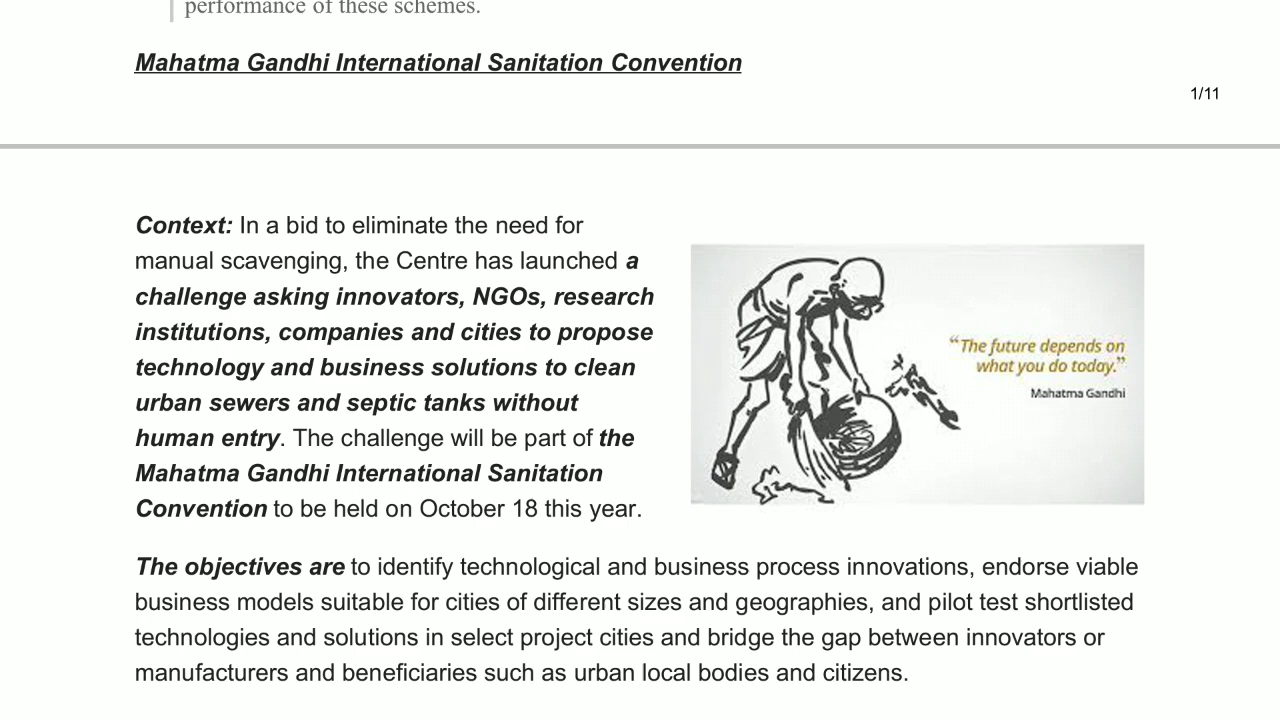 performance of these schemes.
Mahatma Gandhi International Sanitation Convention
1/11
Context: In a bid to eliminate the need for
manual scavenging, the Centre has launched a
challenge asking innovators, NGOs, research
institutions, companies and cities to propose
technology and business solutions to clean
urban sewers and septic tanks without
human entry. The challenge will be part of the
Mahatma Gandhi International Sanitation
Convention to be held on October 18 this year.
“The future depends on
what you do today.”
Mahatma Gandhi
The objectives are to identify technological and business process innovations, endorse viable
business models suitable for cities of different sizes and geographies, and pilot test shortlisted
technologies and solutions in select project cities and bridge the gap between innovators or
manufacturers and beneficiaries such as urban local bodies and citizens.